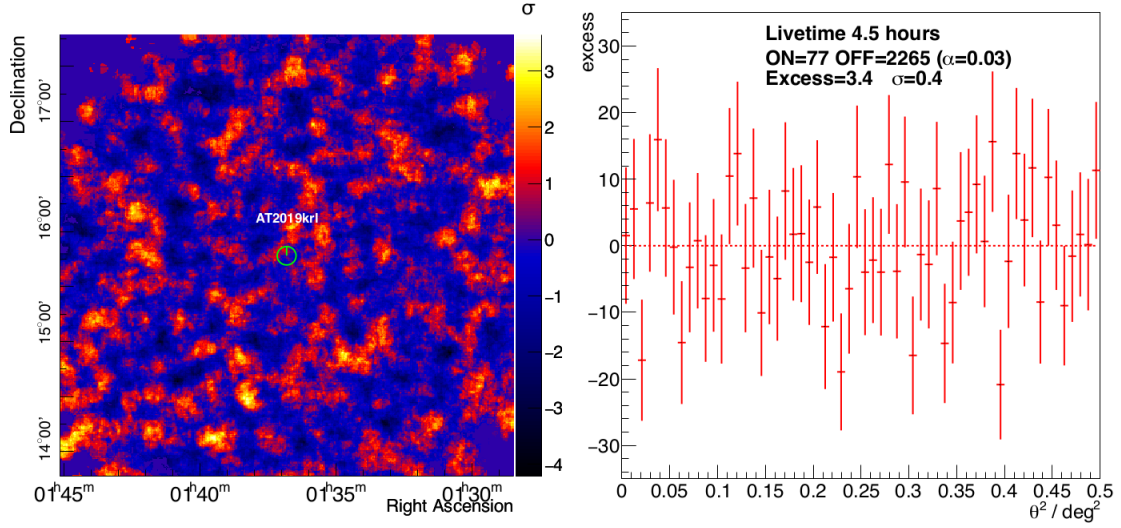 σ
Declination
17°00'
16°00'
15°00'
14°00'
AT2019krl
01h45m
01h40m
01h35m
01h30m
Right Ascension
3
2
1
0
−1
−2
−3
−4
excess
30
20
10
0
−10
−20
−30
Livetime 4.5 hours
ON=77 OFF=2265 (α=0.03)
Excess=3.4 σ=0.4
0 0.05 0.1 0.15 0.2 0.25 0.3 0.35 0.4 0.45 0.5
θ² / deg²